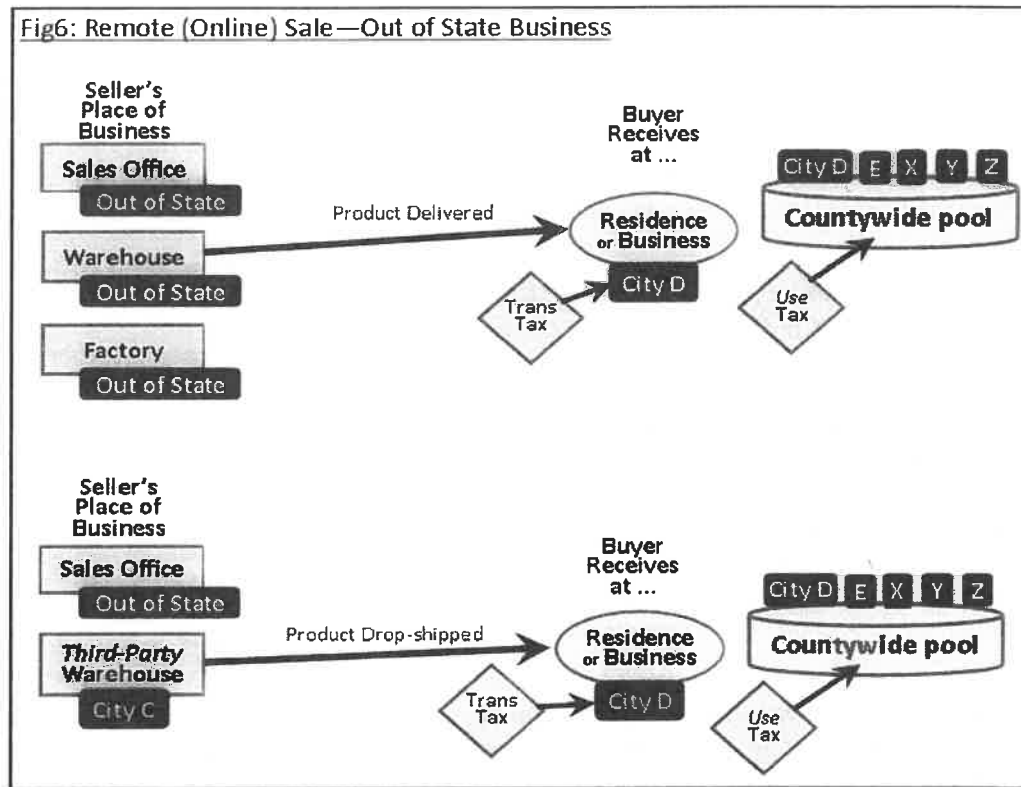 Fig6: Remote (Online) Sale—Out of State Business
Seller's
Place of
Business
Sales Office
Out of State
Warehouse
Out of State
Factory
Out of State
Product Delivered
Buyer
Receives
at ...
Residence
or Business
City D
Trans
Tax
City D E X Y Z
Countywide pool
Use
Tax
Seller's
Place of
Business
Sales Office
Out of State
Third-Party
Warehouse
City C
Product Drop-shipped
Buyer
Receives
at ...
Residence
or Business
City D
Trans
Tax
City D E X Y Z
Countywide pool
Use
Tax